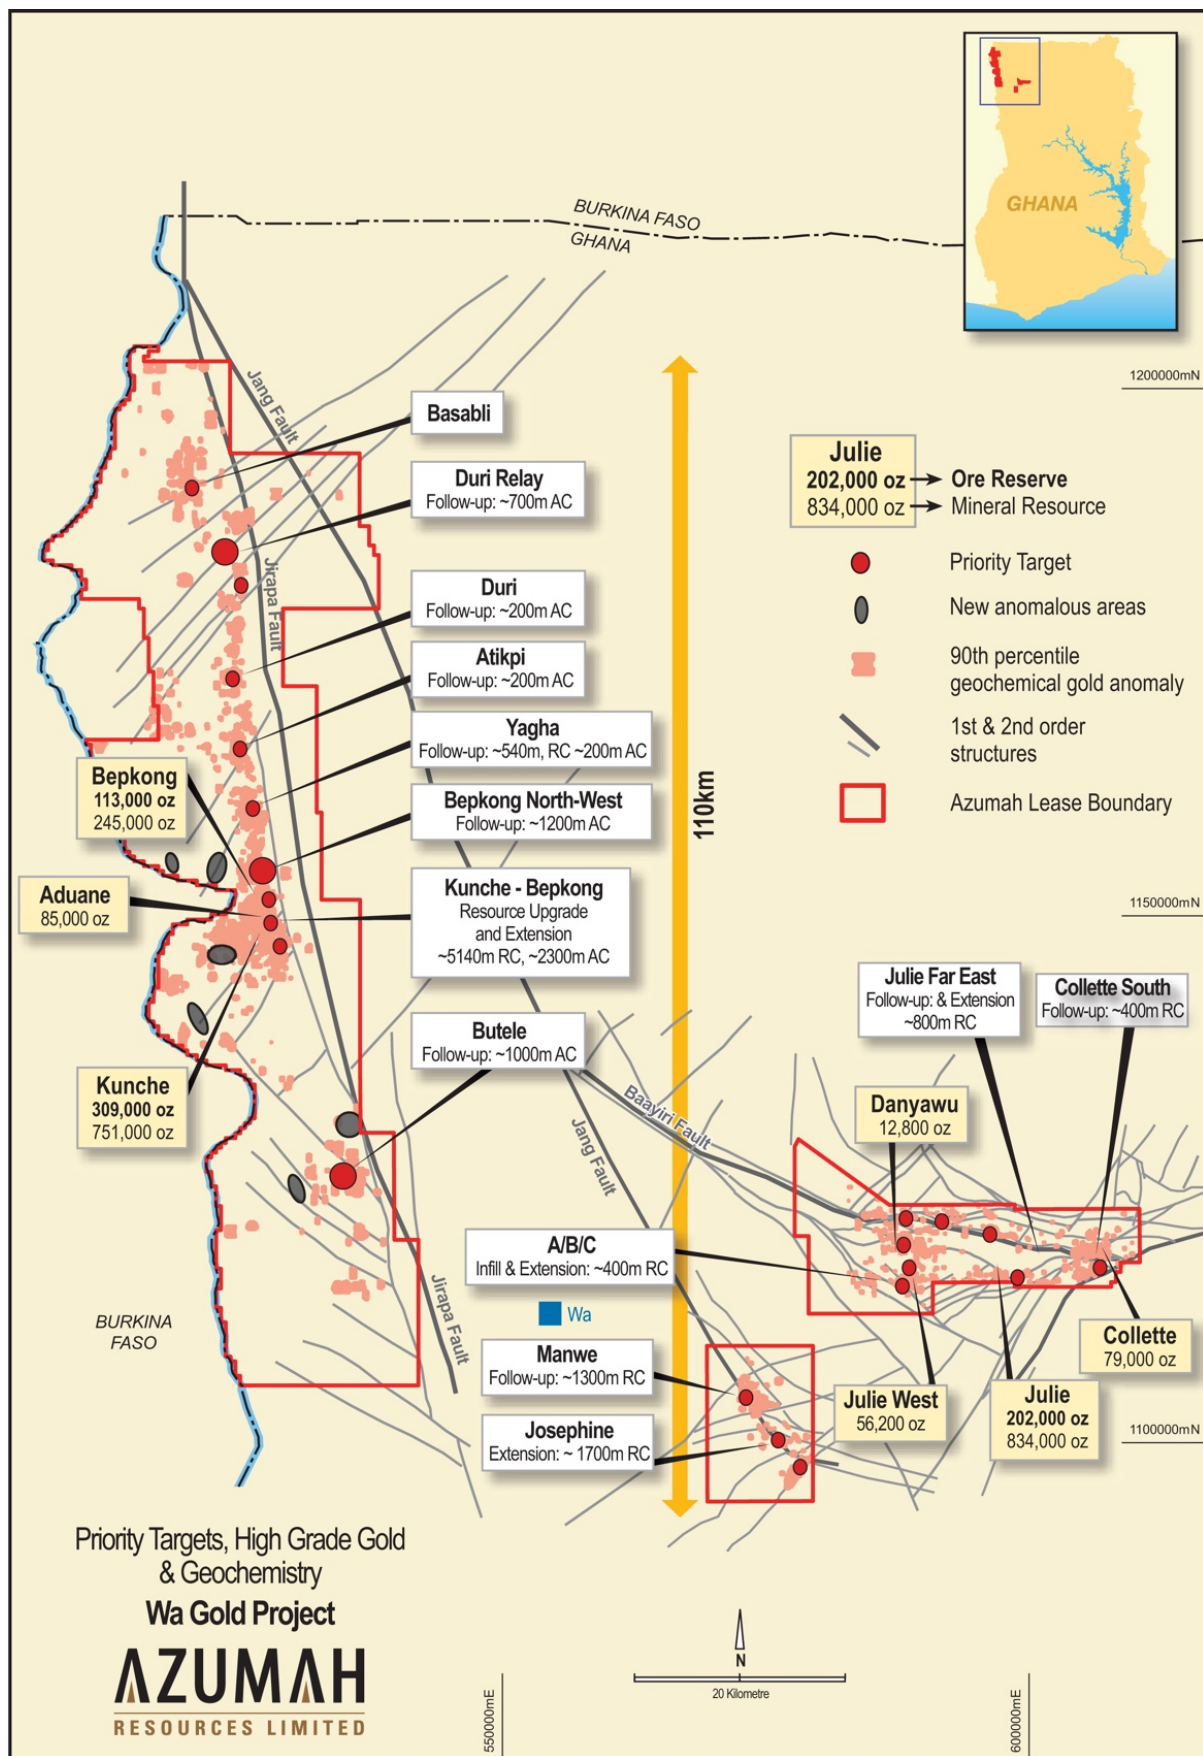 BURKINA FASO
GHANA
GHANA
1200000mN
Jang Fault
Jirapa Fault
Basabli
Duri Relay
Follow-up: ~700m AC
Duri
Follow-up: ~200m AC
Atikpi
Follow-up: ~200m AC
Yagha
Follow-up: ~540m, RC ~200m AC
Bepkong North-West
Follow-up: ~1200m AC
Kunche - Bepkong
Resource Upgrade
and Extension
~5140m RC, ~2300m AC
Butele
Follow-up: ~1000m AC
110km
Julie
202,000 oz
834,000 oz
Ore Reserve
Mineral Resource
Priority Target
New anomalous areas
90th percentile
geochemical gold anomaly
1st & 2nd order
structures
Azumah Lease Boundary
Bepkong
113,000 oz
245,000 oz
Aduane
85,000 oz
Kunche
309,000 oz
751,000 oz
1150000mN
Julie Far East
Follow-up: & Extension
~800m RC
Collette South
Follow-up: ~400m RC
Danyawu
12,800 oz
Baayiri Fault
Jang Fault
Jirapa Fault
A/B/C
Infill & Extension: ~400m RC
Wa
Manwe
Follow-up: ~1300m RC
Josephine
Extension: ~ 1700m RC
BURKINA
FASO
Collette
79,000 oz
Julie West
56,200 oz
Julie
202,000 oz
834,000 oz
1100000mN
Priority Targets, High Grade Gold
& Geochemistry
Wa Gold Project
AZUMAH
RESOURCES LIMITED
N
20 Kilometre
550000mE
600000mE